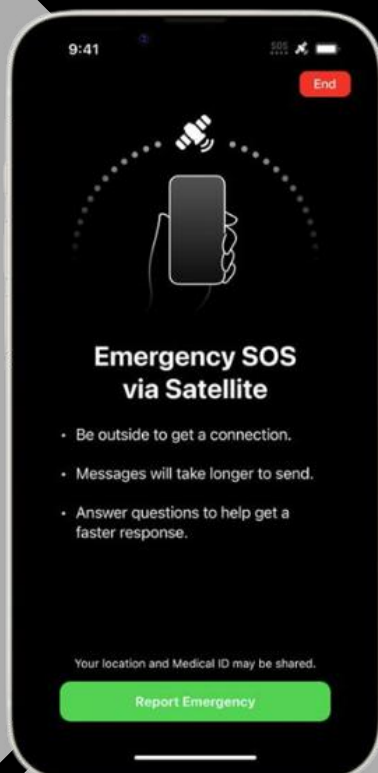 9:41
SOS
End
Emergency SOS
via Satellite
• Be outside to get a connection.
• Messages will take longer to send.
• Answer questions to help get a
faster response.
Your location and Medical ID may be shared.
Report Emergency